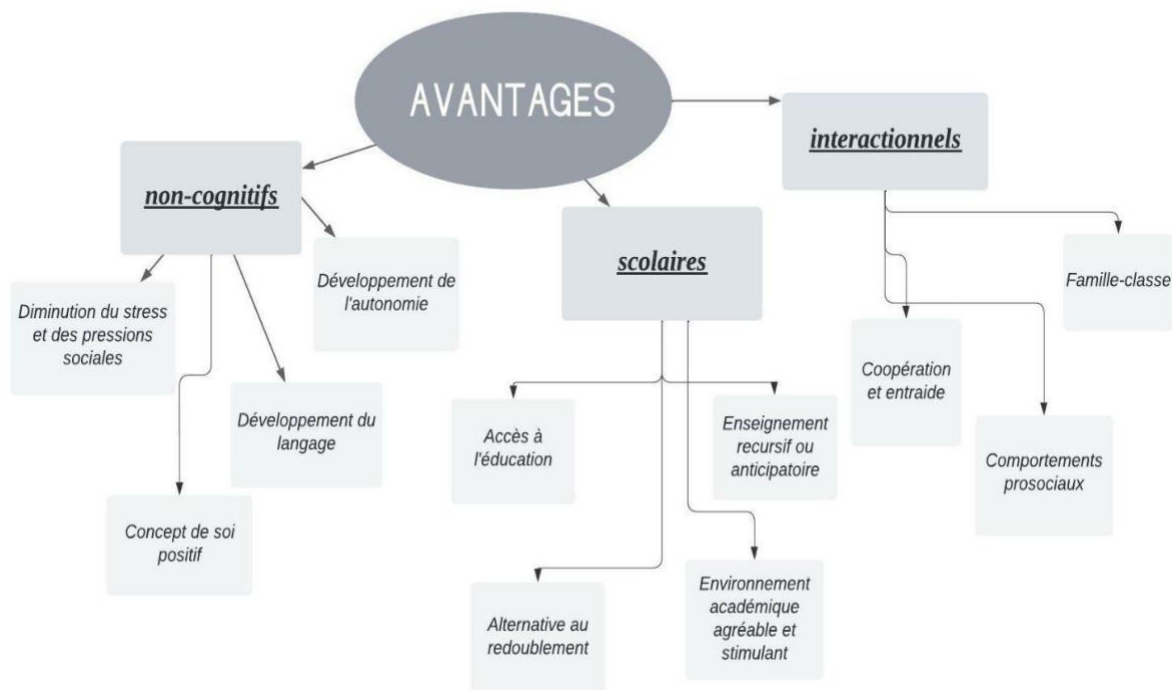 AVANTAGES
non-cognitifs
Diminution du stress
et des pressions
sociales
Concept de soi
positif
Développement du
langage
Développement de
l'autonomie
scolaires
Accès à
l'éducation
Alternative au
redoublement
Environnement
académique
agréable et
stimulant
Enseignement
recursif ou
anticipatoire
interactionnels
Coopération
et entraide
Comportements
prosociaux
Famille-classe